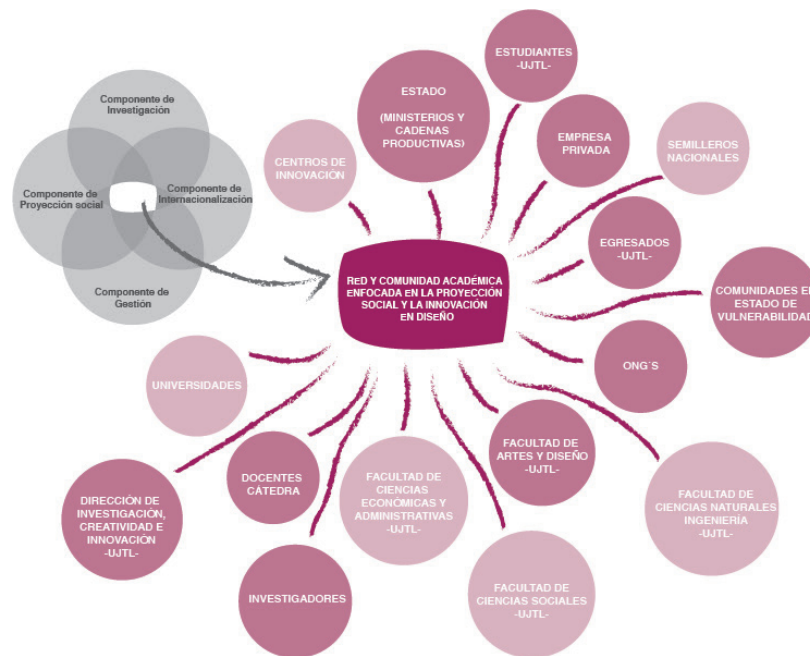 Componente de
Investigación
Componente de
Proyección social
Componente de
Internacionalización
Componente de
Gestión
CENTROS DE
INNOVACIÓN
ESTADO
(MINISTERIOS Y
CADENAS
PRODUCTIVAS)
ESTUDIANTES
-UJTL-
EMPRESA
PRIVADA
SEMILLEROS
NACIONALES
EGRESADOS
-UJTL-
COMUNIDADES EN
ESTADO DE
VULNERABILIDAD
RED Y COMUNIDAD ACADÉMICA
ENFOCADA EN LA PROYECCIÓN
SOCIAL Y LA INNOVACIÓN
EN DISEÑO
ONG´S
UNIVERSIDADES
FACULTAD DE
ARTES Y DISEÑO
-UJTL-
DOCENTES
CÁTEDRA
FACULTAD DE
CIENCIAS
ECONÓMICAS Y
ADMINISTRATIVAS
-UJTL-
DIRECCIÓN DE
INVESTIGACIÓN,
CREATIVIDAD E
INNOVACIÓN
-UJTL-
FACULTAD DE
CIENCIAS NATURALES
INGENIERÍA
-UJTL-
INVESTIGADORES
FACULTAD DE
CIENCIAS SOCIALES
-UJTL-